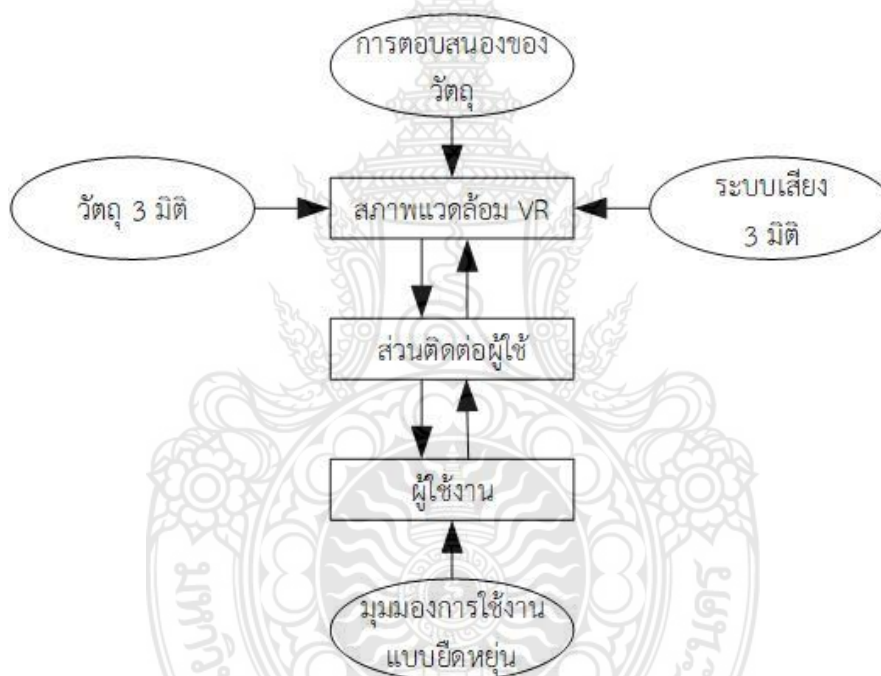 การตอบสนองของ
วัตถุ
วัตถุ 3 มิติ
สภาพแวดล้อม VR
ระบบเสียง
3 มิติ
ส่วนติดต่อผู้ใช้
ผู้ใช้งาน
มุมมองการใช้งาน
แบบยืดหยุ่น